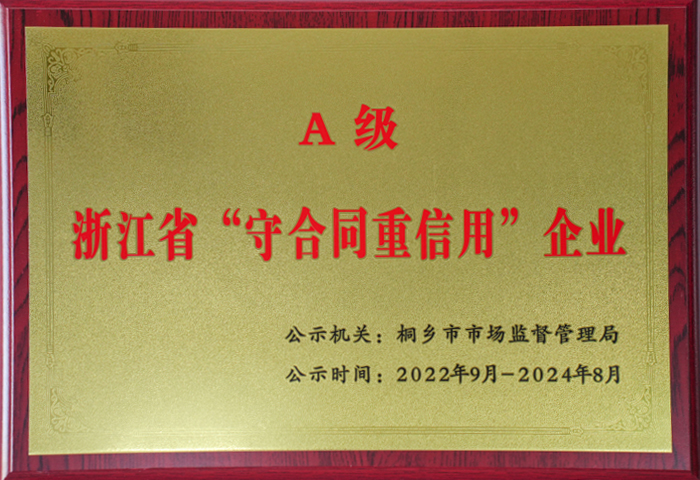 A 级
浙江省“守合同重信用”企业
公示机关：桐乡市市场监督管理局
公示时间：2022年9月-2024年8月